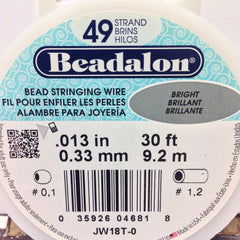 49 STRAND
BRINS
HILOS
Beadalon®
BEAD STRINGING WIRE
FIL POUR ENFILER LES PERLES
ALAMBRE PARA JOYERÍA
BRIGHT
BRILLANT
BRILLANTE
.013 in 30 ft
0.33 mm 9.2 m
# 0,1 # 1,2
0 35926 04681 8
JW18T-0